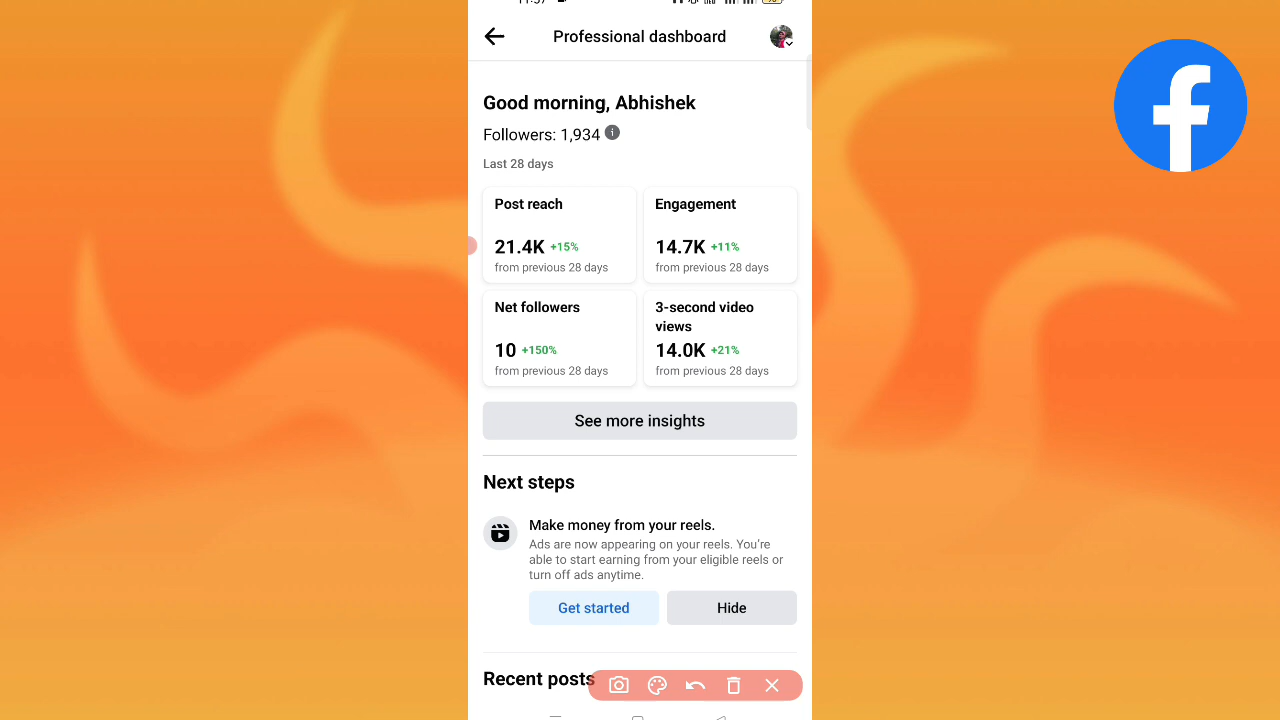 Professional dashboard
Good morning, Abhishek
Followers: 1,934
Last 28 days
Post reach
21.4K +15%
from previous 28 days
Engagement
14.7K +11%
from previous 28 days
Net followers
10 +150%
from previous 28 days
3-second video
views
14.0K +21%
from previous 28 days
See more insights
Next steps
Make money from your reels.
Ads are now appearing on your reels. You're
able to start earning from your eligible reels or
turn off ads anytime.
Get started
Hide
Recent posts